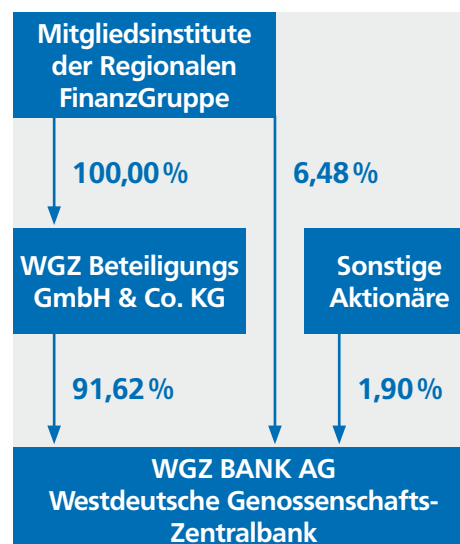 Mitgliedsinstitute
der Regionalen
FinanzGruppe
100,00 %
6,48 %
WGZ Beteiligungs
GmbH & Co. KG
Sonstige
Aktionäre
91,62 %
1,90 %
WGZ BANK AG
Westdeutsche Genossenschafts-
Zentralbank